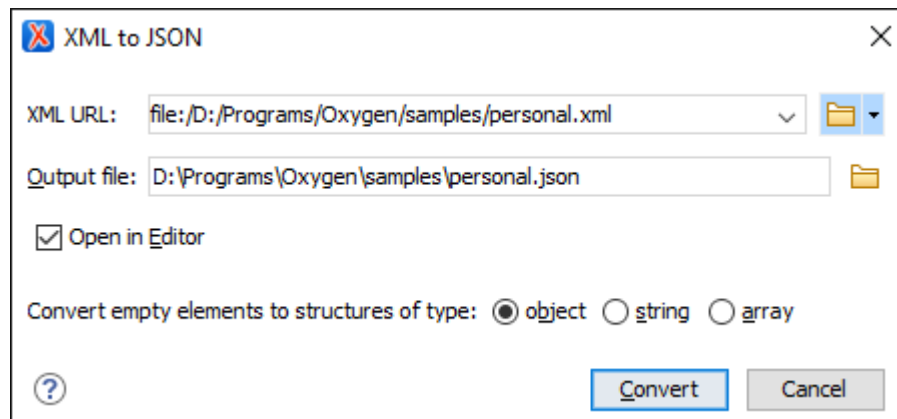 XML to JSON
XML URL: file:/D:/Programs/Oxygen/samples/personal.xml
Output file: D:\Programs\Oxygen\samples\personal.json
Open in Editor
Convert empty elements to structures of type: object string array
? Convert Cancel